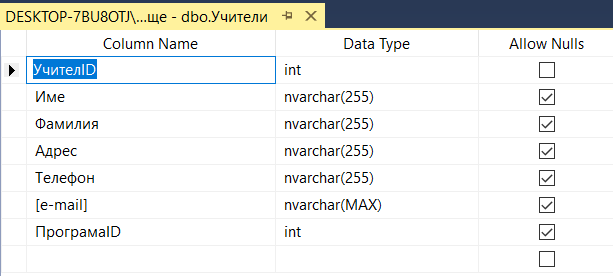 DESKTOP-7BU8OTJ\...ще - dbo.Учители
Column Name Data Type Allow Nulls
УчителID int
Име nvarchar(255)
Фамилия nvarchar(255)
Адрес nvarchar(255)
Телефон nvarchar(255)
[e-mail] nvarchar(MAX)
ПрограмаID int